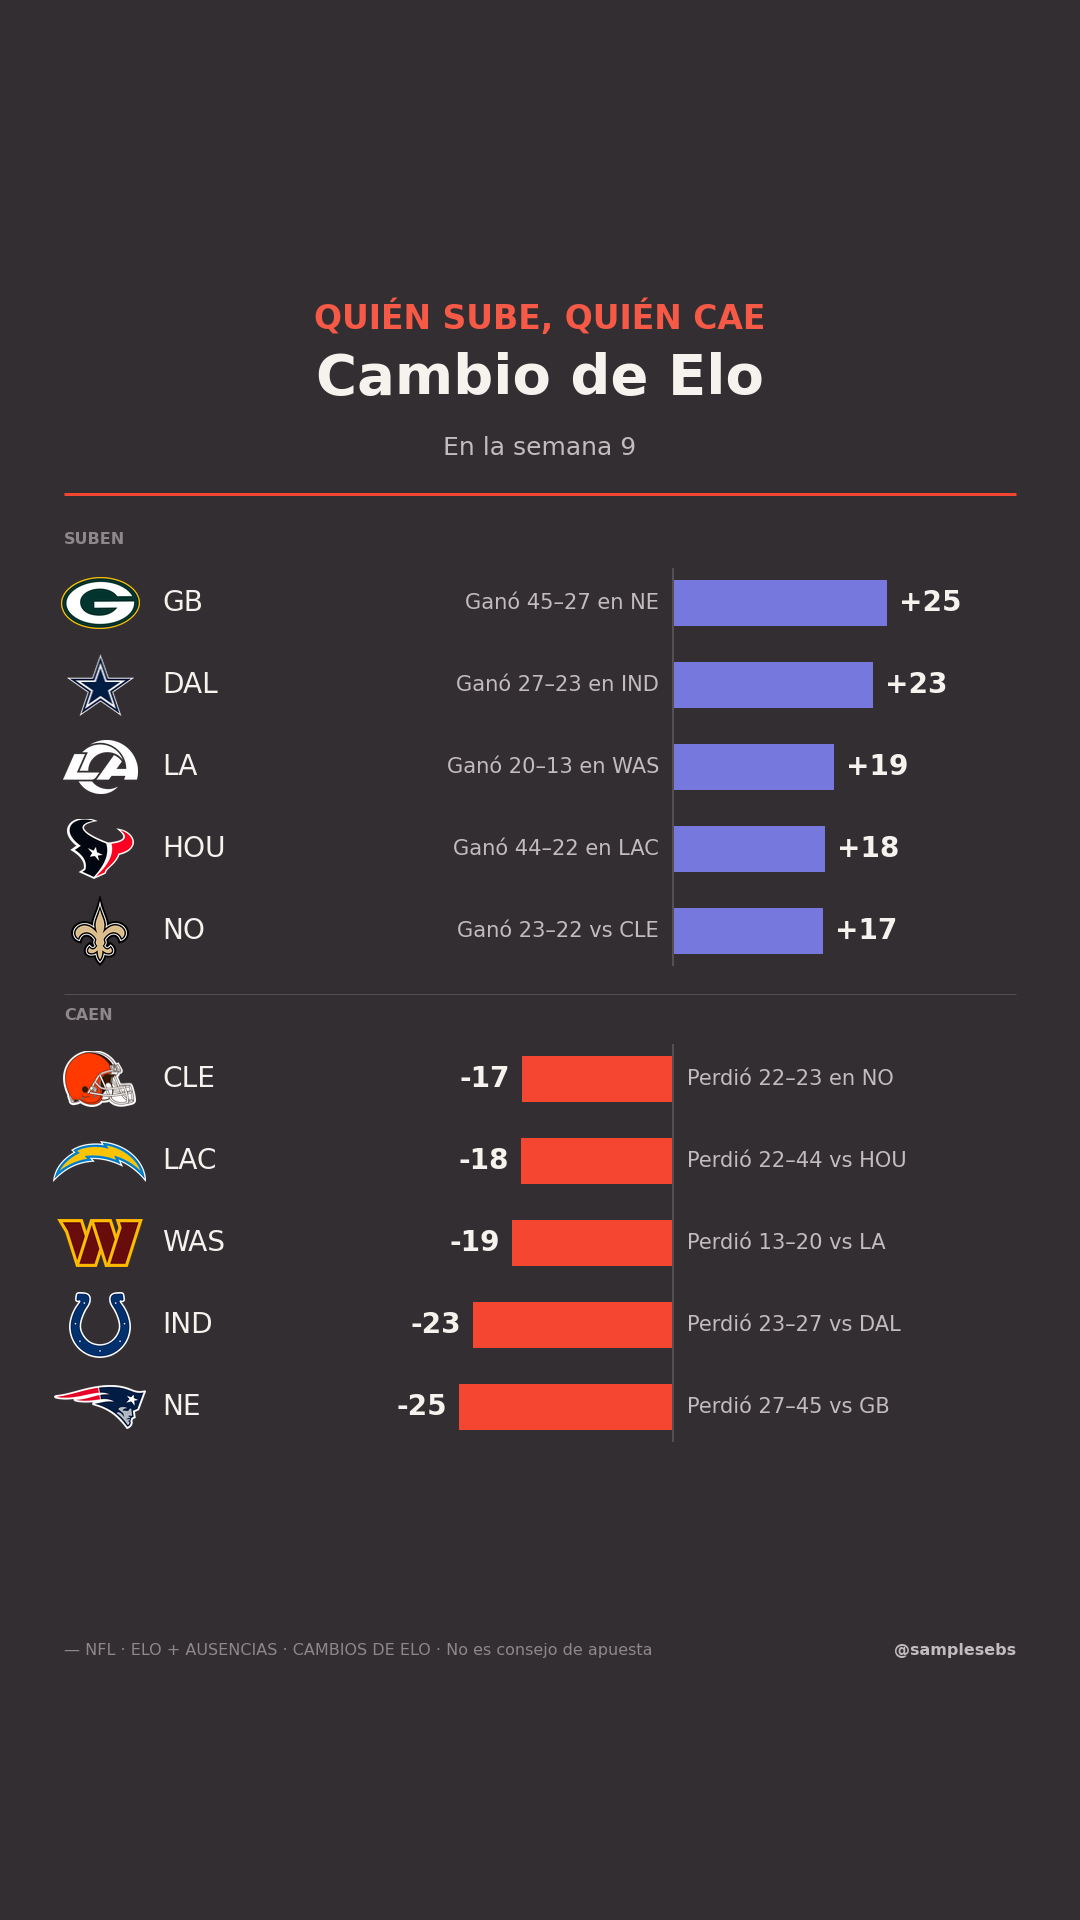 QUIÉN SUBE, QUIÉN CAE
Cambio de Elo
En la semana 9
SUBEN
GB Ganó 45–27 en NE +25
DAL Ganó 27–23 en IND +23
LA Ganó 20–13 en WAS +19
HOU Ganó 44–22 en LAC +18
NO Ganó 23–22 vs CLE +17
CAEN
CLE -17 Perdió 22–23 en NO
LAC -18 Perdió 22–44 vs HOU
WAS -19 Perdió 13–20 vs LA
IND -23 Perdió 23–27 vs DAL
NE -25 Perdió 27–45 vs GB
— NFL · ELO + AUSENCIAS · CAMBIOS DE ELO · No es consejo de apuesta @samplesebs